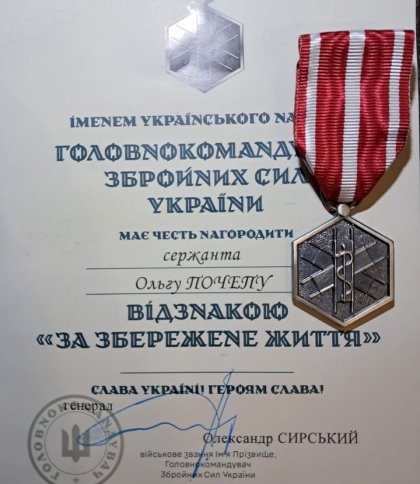 ІМЕНЕМ УКРАЇНСЬКОГО
ГОЛОВНОКОМАНДУ
ЗБРОЙНИХ СИЛ
УКРАЇНИ
МАЄ ЧЕСТЬ НАГОРОДИТИ
сержанта
Ольгу ПОЧЕПУ
ВІДЗНАКОЮ
«ЗА ЗБЕРЕЖЕНЕ ЖИТТЯ»
СЛАВА УКРАЇНІ! ГЕРОЯМ СЛАВА!
генерал
Олександр СИРСЬКИЙ
військове звання Ім'я Прізвище,
Головнокомандувач
Збройних Сил України
ГОЛОВНОКОМАНДУВАЧ